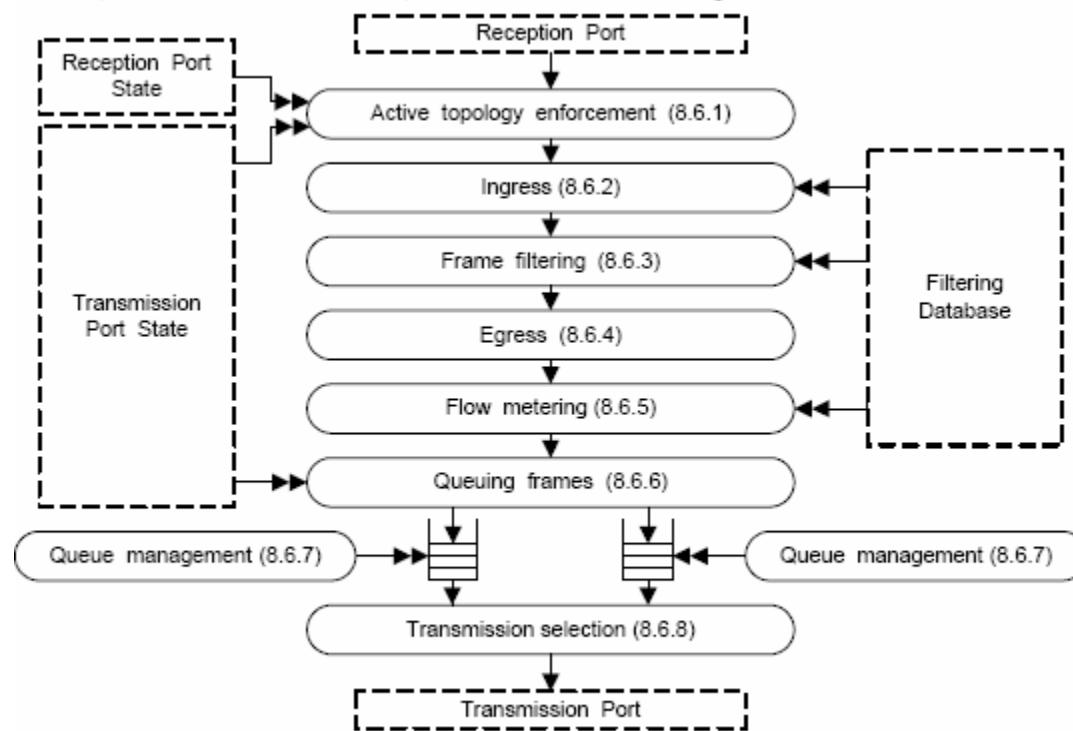 Reception Port
Reception Port
State
Active topology enforcement (8.6.1)
Ingress (8.6.2)
Frame filtering (8.6.3)
Filtering
Database
Transmission
Port State
Egress (8.6.4)
Flow metering (8.6.5)
Queuing frames (8.6.6)
Queue management (8.6.7)
Queue management (8.6.7)
Transmission selection (8.6.8)
Transmission Port